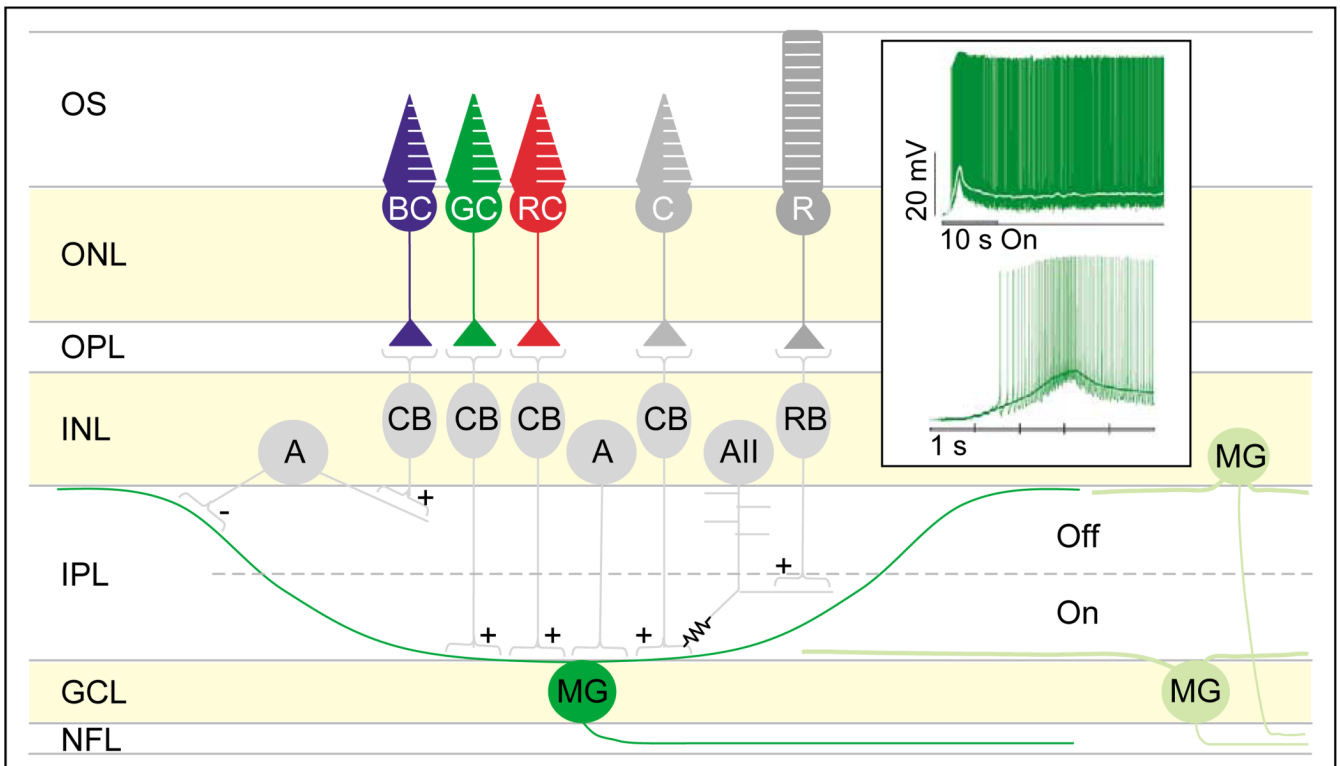 OS
BC GC RC C R
20 mV
10 s On
ONL
OPL
INL
A CB CB CB A CB AII RB
1 s
MG
- +
Off
IPL
+
On
+ + +
GCL
MG MG
NFL